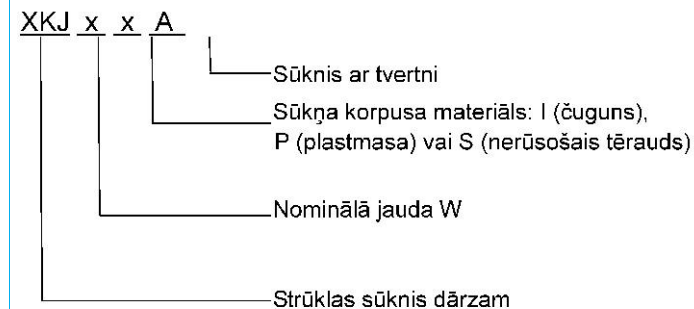 XKJ x x A
Sūknis ar tvertni
Sūkņa korpusa materiāls: I (čuguns),
P (plastmasa) vai S (nerūsošais tērauds)
Nominālā jauda W
Strūklas sūknis dārzam